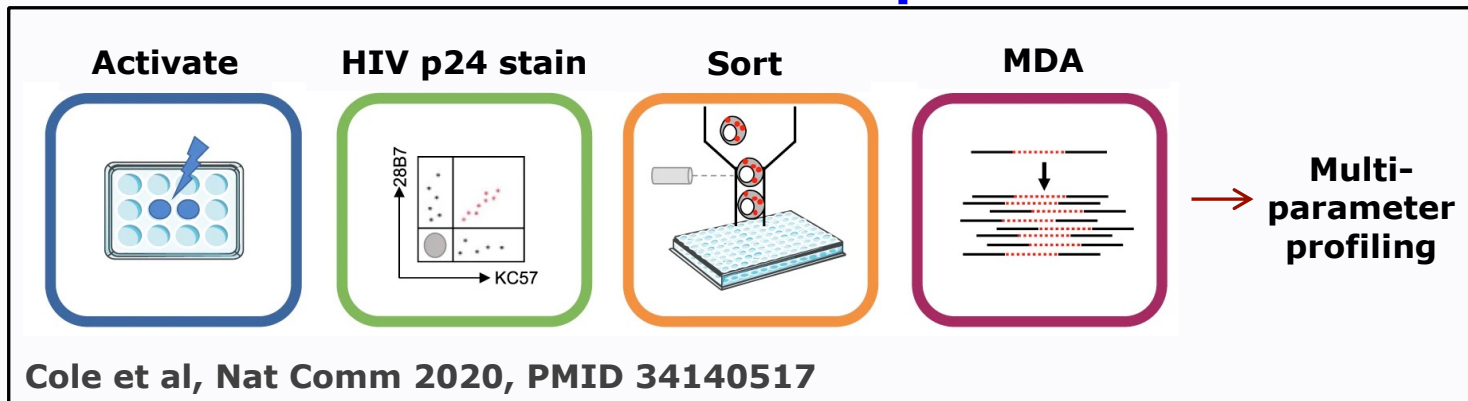 Activate
HIV p24 stain
Sort
MDA
28B7
KC57
Multi-
parameter
profiling
Cole et al, Nat Comm 2020, PMID 34140517